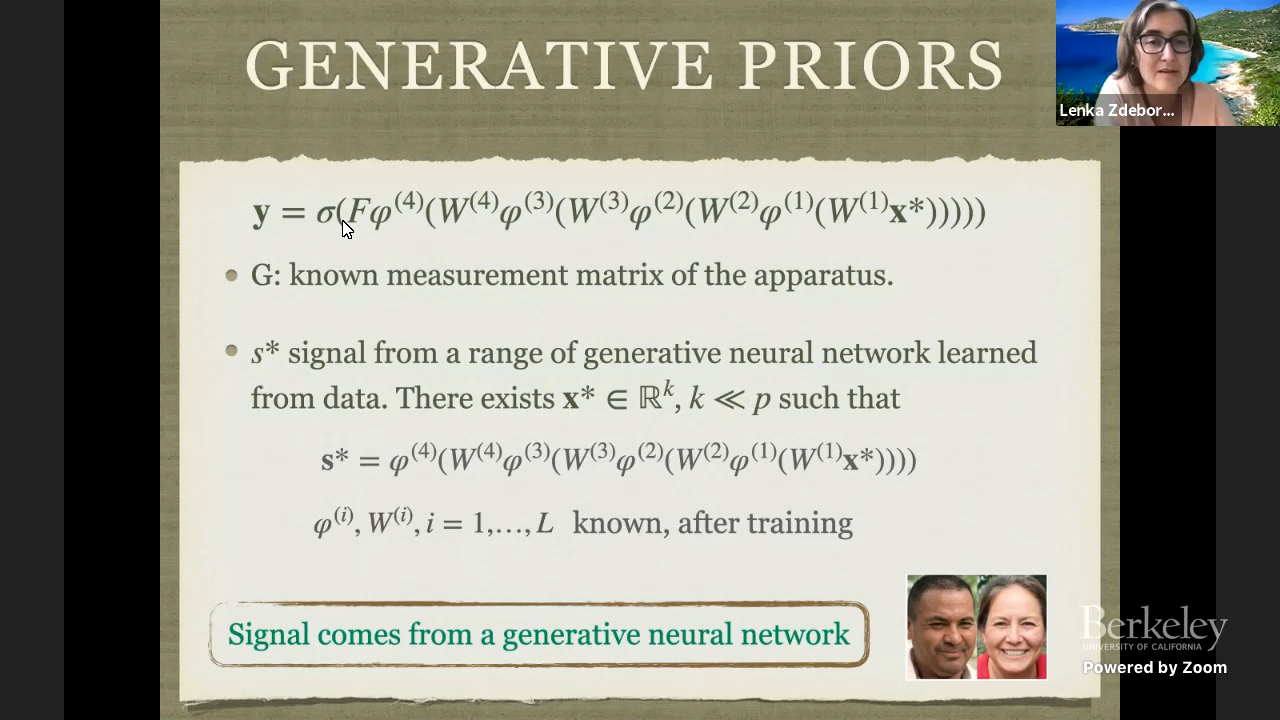 GENERATIVE PRIORS
Lenka Zdebor...
𝐲 = σ(Fφ⁽⁴⁾(W⁽⁴⁾φ⁽³⁾(W⁽³⁾φ⁽²⁾(W⁽²⁾φ⁽¹⁾(W⁽¹⁾𝐱*)))))
• G: known measurement matrix of the apparatus.
• s* signal from a range of generative neural network learned
from data. There exists 𝐱* ∈ ℝᵏ, k ≪ p such that
𝐬* = φ⁽⁴⁾(W⁽⁴⁾φ⁽³⁾(W⁽³⁾φ⁽²⁾(W⁽²⁾φ⁽¹⁾(W⁽¹⁾𝐱*))))
φ⁽ⁱ⁾, W⁽ⁱ⁾, i = 1,…, L known, after training
Signal comes from a generative neural network
Berkeley
UNIVERSITY OF CALIFORNIA
Powered by Zoom